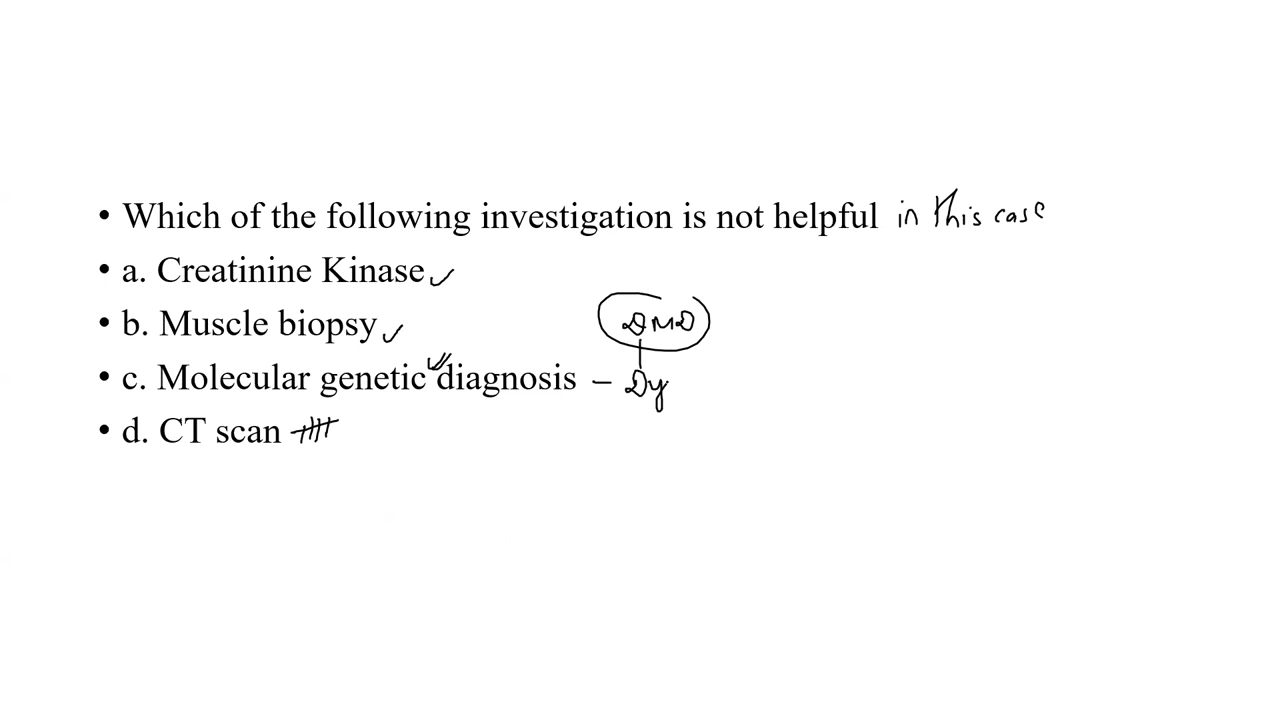 • Which of the following investigation is not helpful in this case
• a. Creatinine Kinase
• b. Muscle biopsy
DMD
• c. Molecular genetic diagnosis – Dy
• d. CT scan